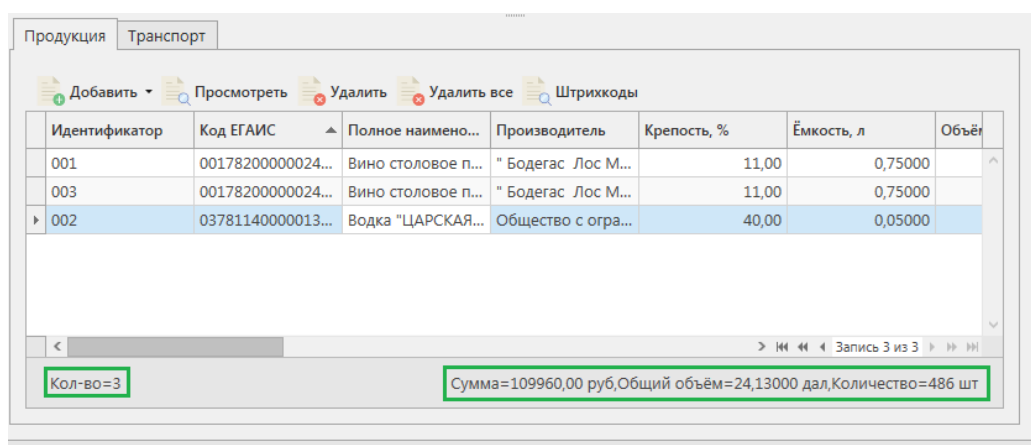 Продукция Транспорт
Добавить Просмотреть Удалить Удалить все Штрихкоды
Идентификатор Код ЕГАИС Полное наимено... Производитель Крепость, % Ёмкость, л Объём
001 00178200000024... Вино столовое п... " Бодегас Лос М... 11,00 0,75000
003 00178200000024... Вино столовое п... " Бодегас Лос М... 11,00 0,75000
002 03781140000013... Водка "ЦАРСКАЯ... Общество с огра... 40,00 0,05000
Запись 3 из 3
Кол-во=3 Сумма=109960,00 руб,Общий объём=24,13000 дал,Количество=486 шт